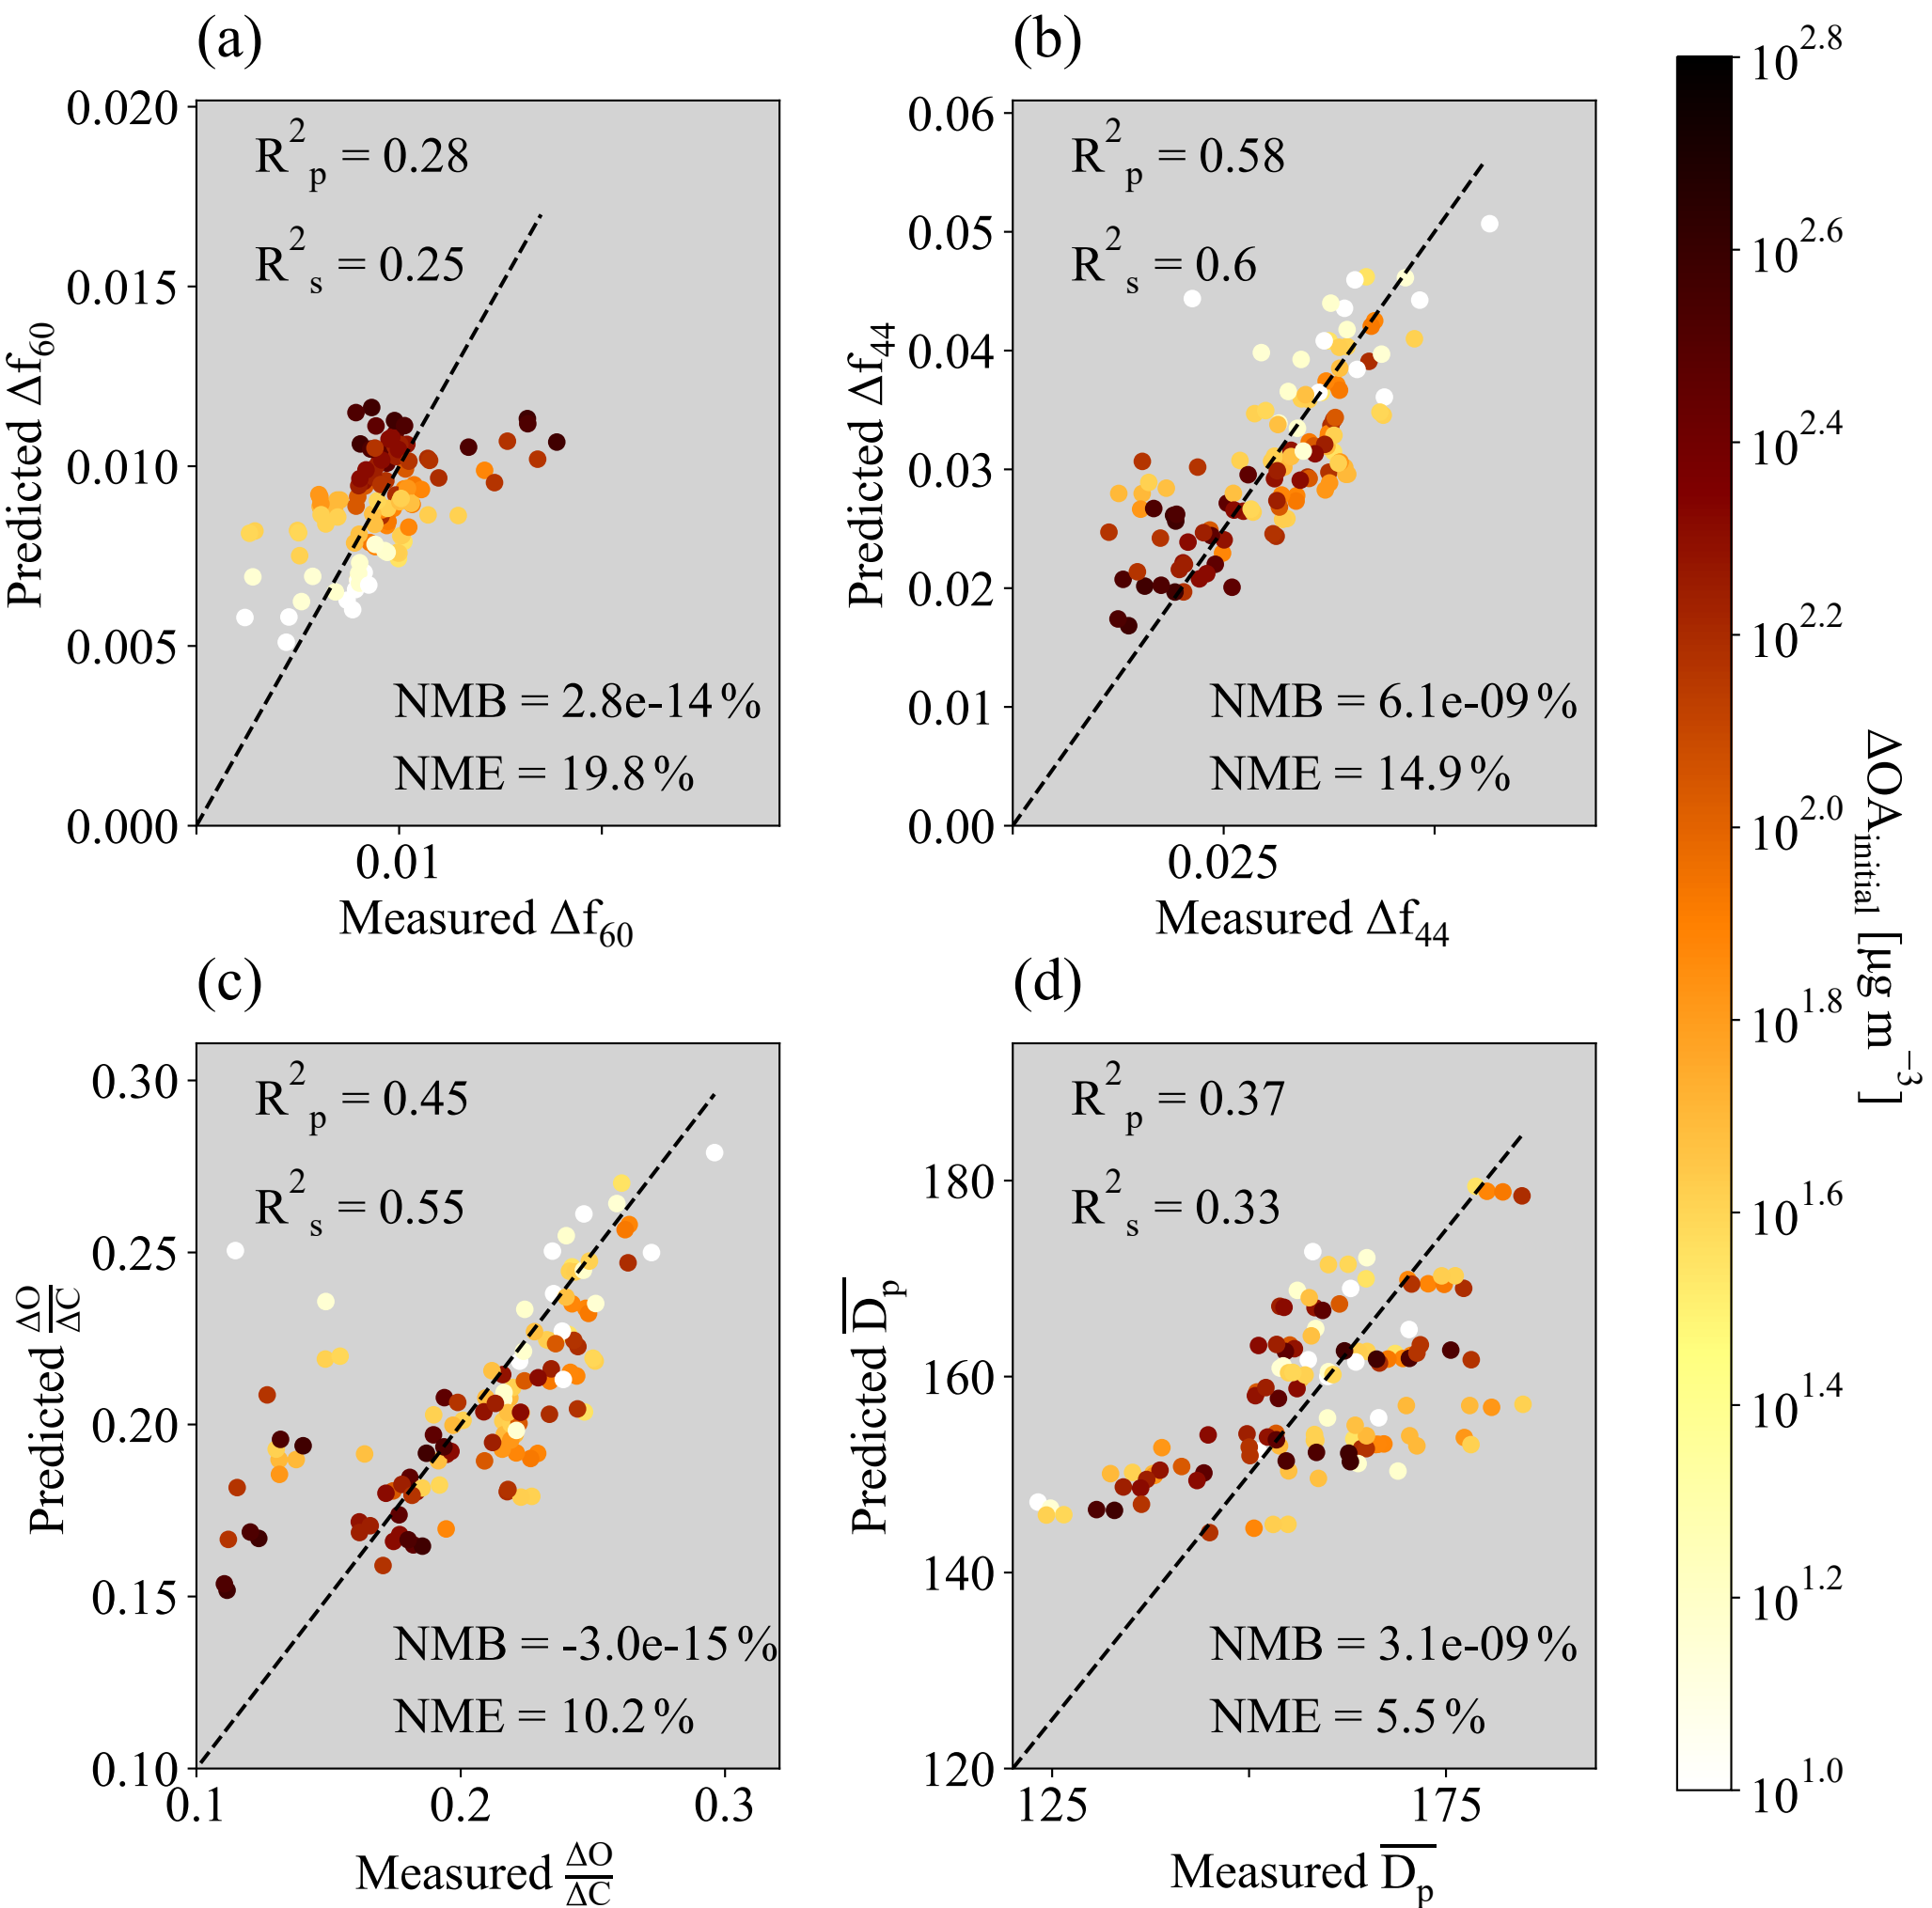 (a)
0.020
0.015
0.010
0.005
0.000
Predicted Δf₆₀
R²ₚ = 0.28
R²ₛ = 0.25
NMB = 2.8e-14 %
NME = 19.8 %
0.01
Measured Δf₆₀
(b)
0.06
0.05
0.04
0.03
0.02
0.01
0.00
Predicted Δf₄₄
R²ₚ = 0.58
R²ₛ = 0.6
NMB = 6.1e-09 %
NME = 14.9 %
0.025
Measured Δf₄₄
(c)
0.30
0.25
0.20
0.15
0.10
Predicted ΔO/ΔC
R²ₚ = 0.45
R²ₛ = 0.55
NMB = -3.0e-15 %
NME = 10.2 %
0.1 0.2 0.3
Measured ΔO/ΔC
(d)
180
160
140
120
Predicted D̅ₚ
R²ₚ = 0.37
R²ₛ = 0.33
NMB = 3.1e-09 %
NME = 5.5 %
125 175
Measured D̅ₚ
10^2.8
10^2.6
10^2.4
10^2.2
10^2.0
10^1.8
10^1.6
10^1.4
10^1.2
10^1.0
ΔOA_initial [μg m⁻³]